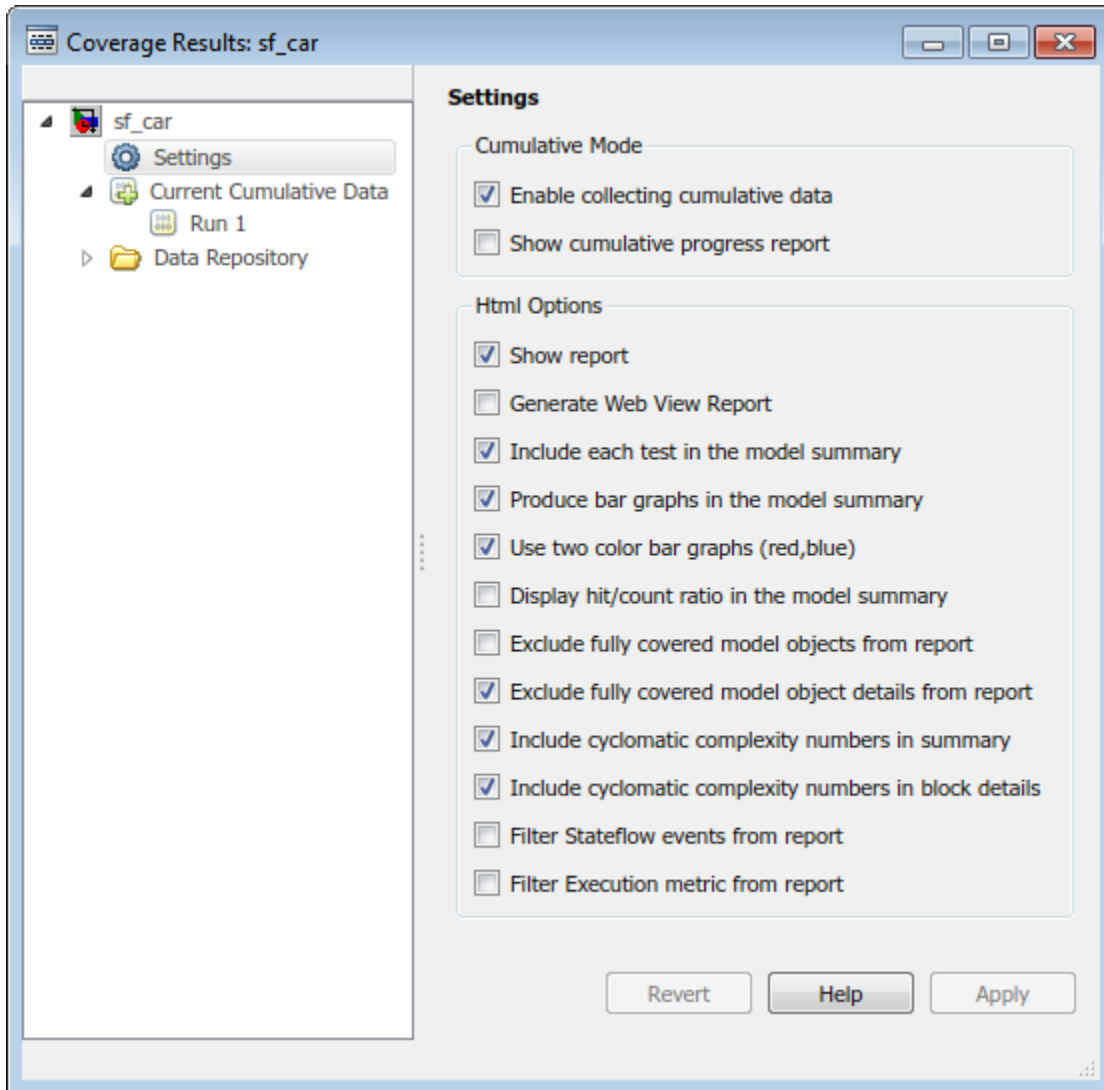 Coverage Results: sf_car
sf_car
Settings
Current Cumulative Data
Run 1
Data Repository
Settings
Cumulative Mode
Enable collecting cumulative data
Show cumulative progress report
Html Options
Show report
Generate Web View Report
Include each test in the model summary
Produce bar graphs in the model summary
Use two color bar graphs (red,blue)
Display hit/count ratio in the model summary
Exclude fully covered model objects from report
Exclude fully covered model object details from report
Include cyclomatic complexity numbers in summary
Include cyclomatic complexity numbers in block details
Filter Stateflow events from report
Filter Execution metric from report
Revert Help Apply